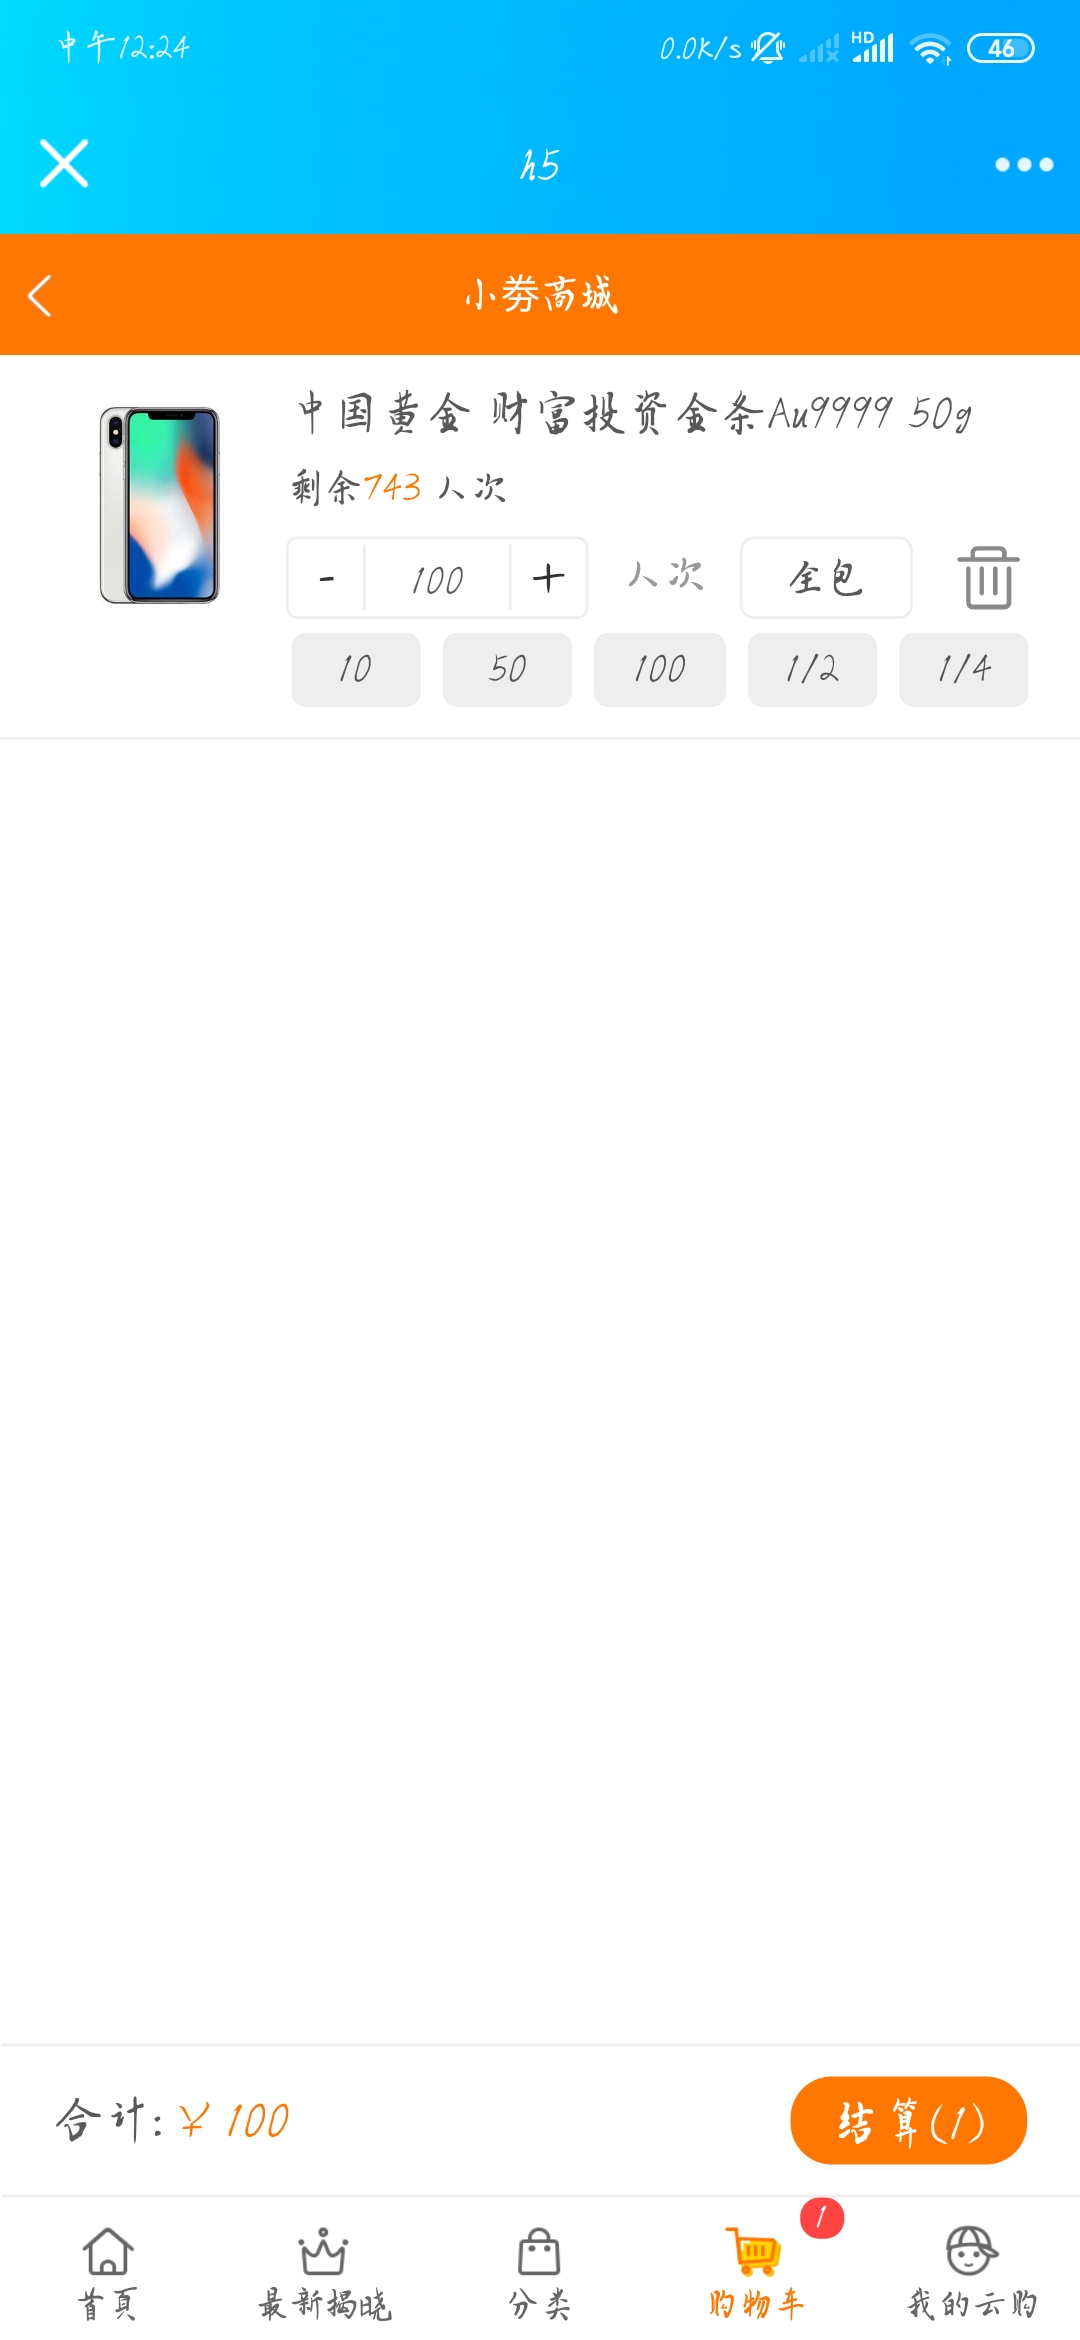 中午12:24
0.0K/s HD 46
h5
小劵商城
中国黄金 财富投资金条Au9999 50g
剩余743 人次
- 100 + 人次 全包
10 50 100 1/2 1/4
合计:￥100
结算(1)
1
首頁 最新揭晓 分类 购物车 我的云购